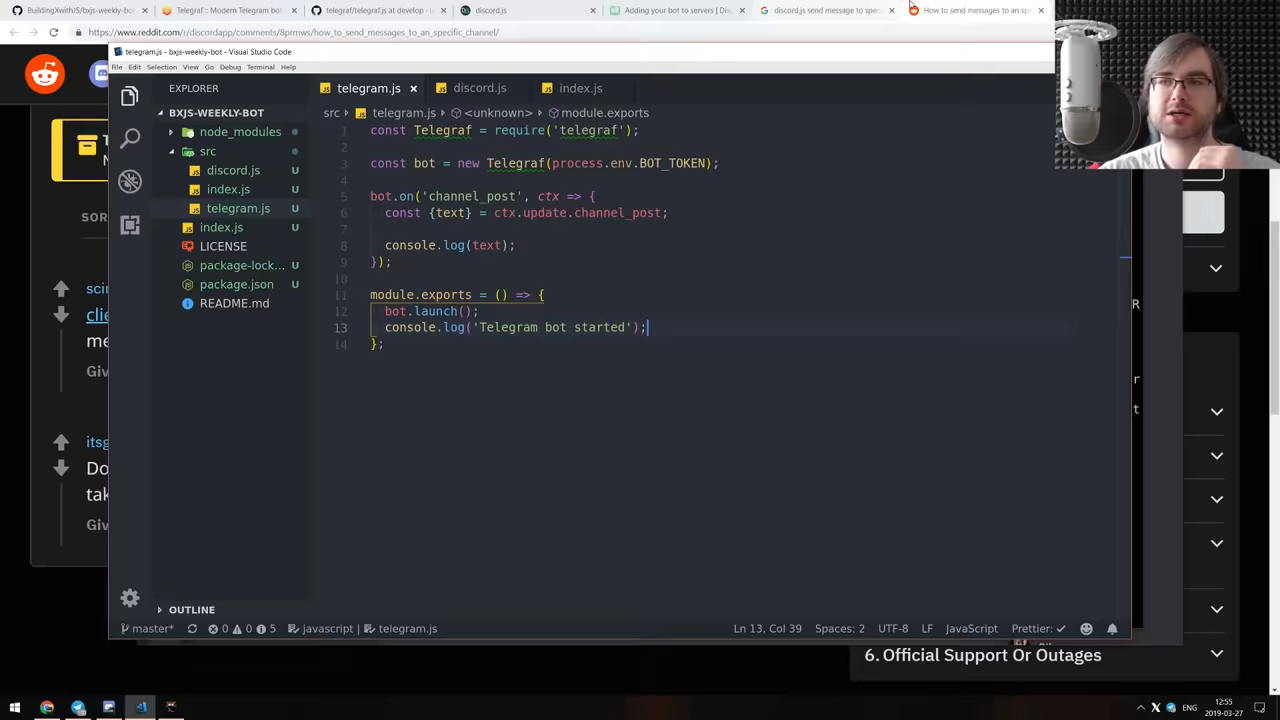 BuildingXwithJS/bxjs-weekly-bot
Telegraf :: Modern Telegram bot
telegraf/telegraf.js at develop
discord.js
Adding your bot to servers | Dis
discord.js send message to spec
How to send messages to an sp
https://www.reddit.com/r/discordapp/comments/8prmws/how_to_send_messages_to_an_specific_channel/
telegram.js - bxjs-weekly-bot - Visual Studio Code
File Edit Selection View Go Debug Terminal Help
EXPLORER
BXJS-WEEKLY-BOT
node_modules
src
discord.js U
index.js U
telegram.js U
index.js U
LICENSE
package-lock... U
package.json U
README.md
OUTLINE
telegram.js
discord.js
index.js
src telegram.js <unknown> module.exports
1 const Telegraf = require('telegraf');
2
3 const bot = new Telegraf(process.env.BOT_TOKEN);
4
5 bot.on('channel_post', ctx => {
6 const {text} = ctx.update.channel_post;
7
8 console.log(text);
9 });
10
11 module.exports = () => {
12 bot.launch();
13 console.log('Telegram bot started');
14 };
SOR
scir
clie
me
Giv
itsg
Do
tak
Giv
R
r
t
master* 0 0 5 javascript | telegram.js Ln 13, Col 39 Spaces: 2 UTF-8 LF JavaScript Prettier: ✓
6. Official Support Or Outages
ENG
12:55
2019-03-27